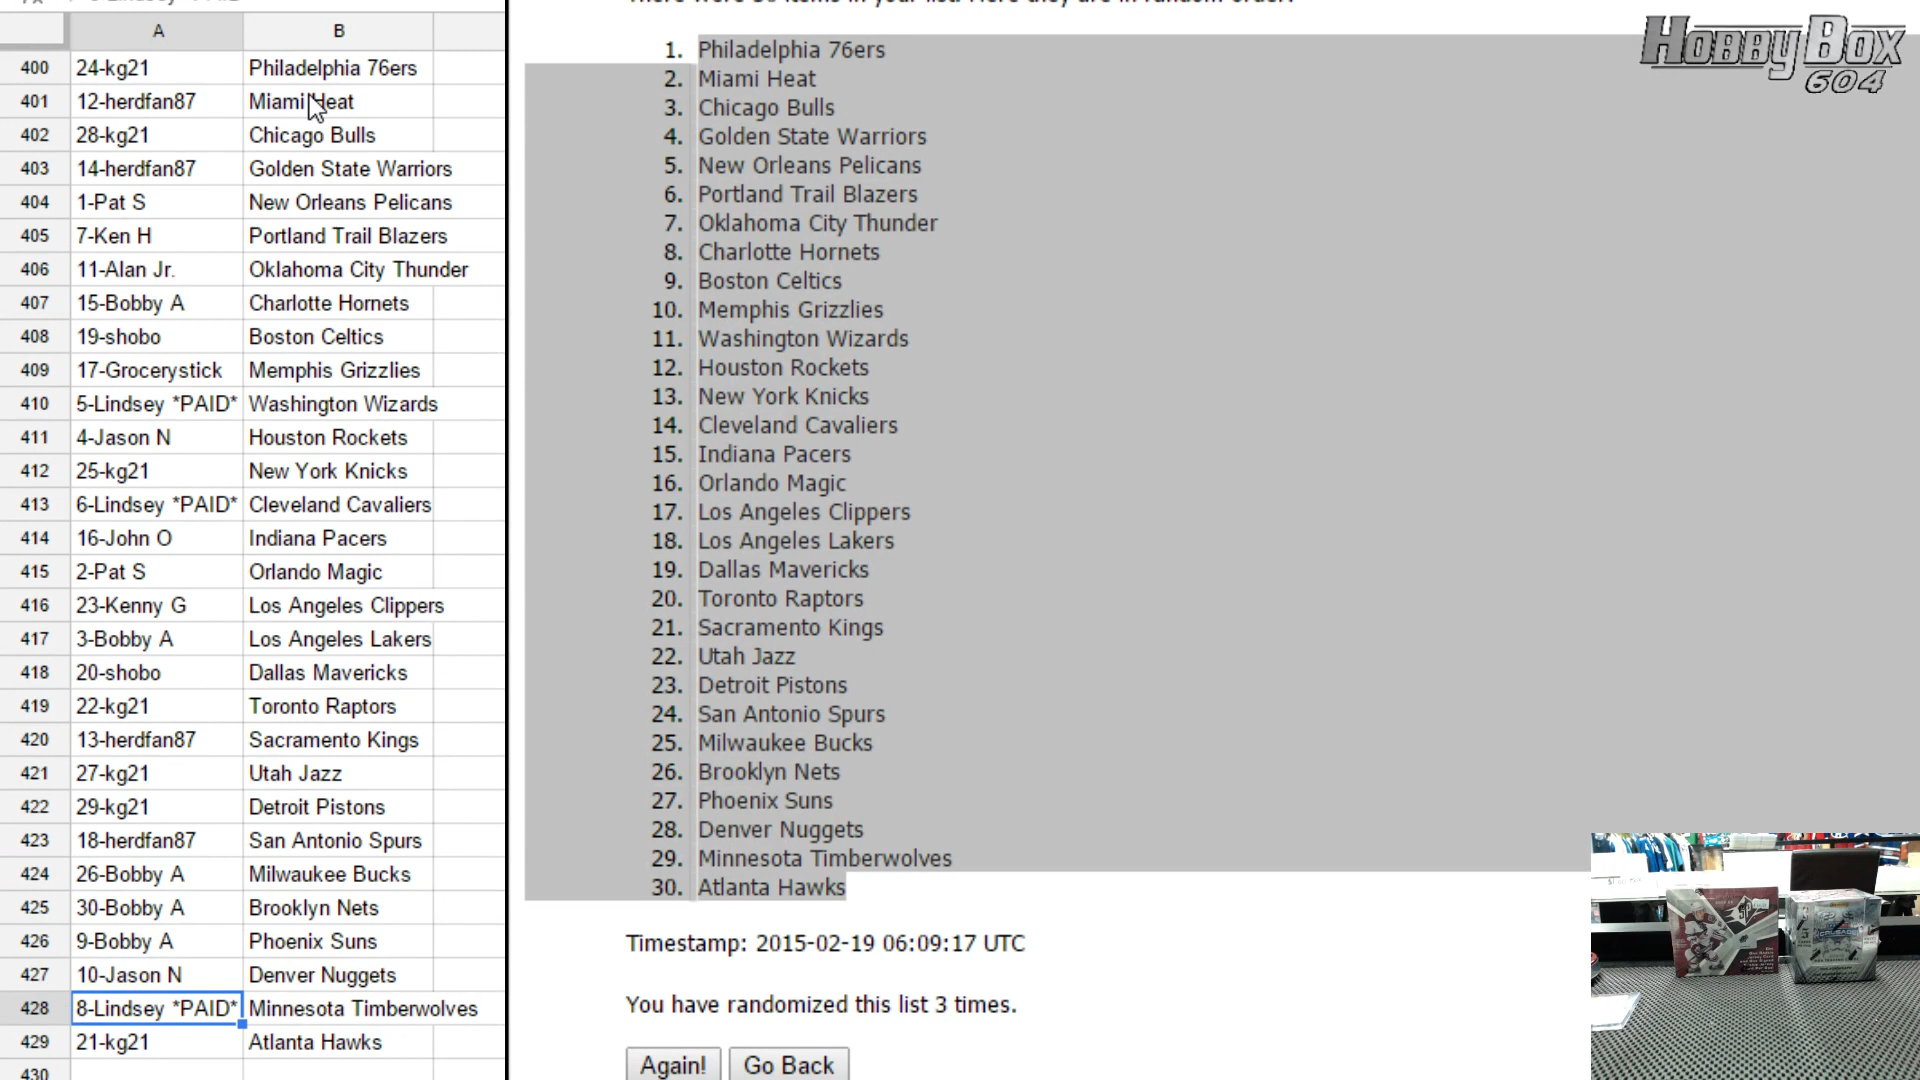 A B
400 24-kg21 Philadelphia 76ers
401 12-herdfan87 Miami Heat
402 28-kg21 Chicago Bulls
403 14-herdfan87 Golden State Warriors
404 1-Pat S New Orleans Pelicans
405 7-Ken H Portland Trail Blazers
406 11-Alan Jr. Oklahoma City Thunder
407 15-Bobby A Charlotte Hornets
408 19-shobo Boston Celtics
409 17-Grocerystick Memphis Grizzlies
410 5-Lindsey *PAID* Washington Wizards
411 4-Jason N Houston Rockets
412 25-kg21 New York Knicks
413 6-Lindsey *PAID* Cleveland Cavaliers
414 16-John O Indiana Pacers
415 2-Pat S Orlando Magic
416 23-Kenny G Los Angeles Clippers
417 3-Bobby A Los Angeles Lakers
418 20-shobo Dallas Mavericks
419 22-kg21 Toronto Raptors
420 13-herdfan87 Sacramento Kings
421 27-kg21 Utah Jazz
422 29-kg21 Detroit Pistons
423 18-herdfan87 San Antonio Spurs
424 26-Bobby A Milwaukee Bucks
425 30-Bobby A Brooklyn Nets
426 9-Bobby A Phoenix Suns
427 10-Jason N Denver Nuggets
428 8-Lindsey *PAID* Minnesota Timberwolves
429 21-kg21 Atlanta Hawks
430
1. Philadelphia 76ers
2. Miami Heat
3. Chicago Bulls
4. Golden State Warriors
5. New Orleans Pelicans
6. Portland Trail Blazers
7. Oklahoma City Thunder
8. Charlotte Hornets
9. Boston Celtics
10. Memphis Grizzlies
11. Washington Wizards
12. Houston Rockets
13. New York Knicks
14. Cleveland Cavaliers
15. Indiana Pacers
16. Orlando Magic
17. Los Angeles Clippers
18. Los Angeles Lakers
19. Dallas Mavericks
20. Toronto Raptors
21. Sacramento Kings
22. Utah Jazz
23. Detroit Pistons
24. San Antonio Spurs
25. Milwaukee Bucks
26. Brooklyn Nets
27. Phoenix Suns
28. Denver Nuggets
29. Minnesota Timberwolves
30. Atlanta Hawks
Timestamp: 2015-02-19 06:09:17 UTC
You have randomized this list 3 times.
Again! Go Back
HobbyBox
604
SP
CRUSADE